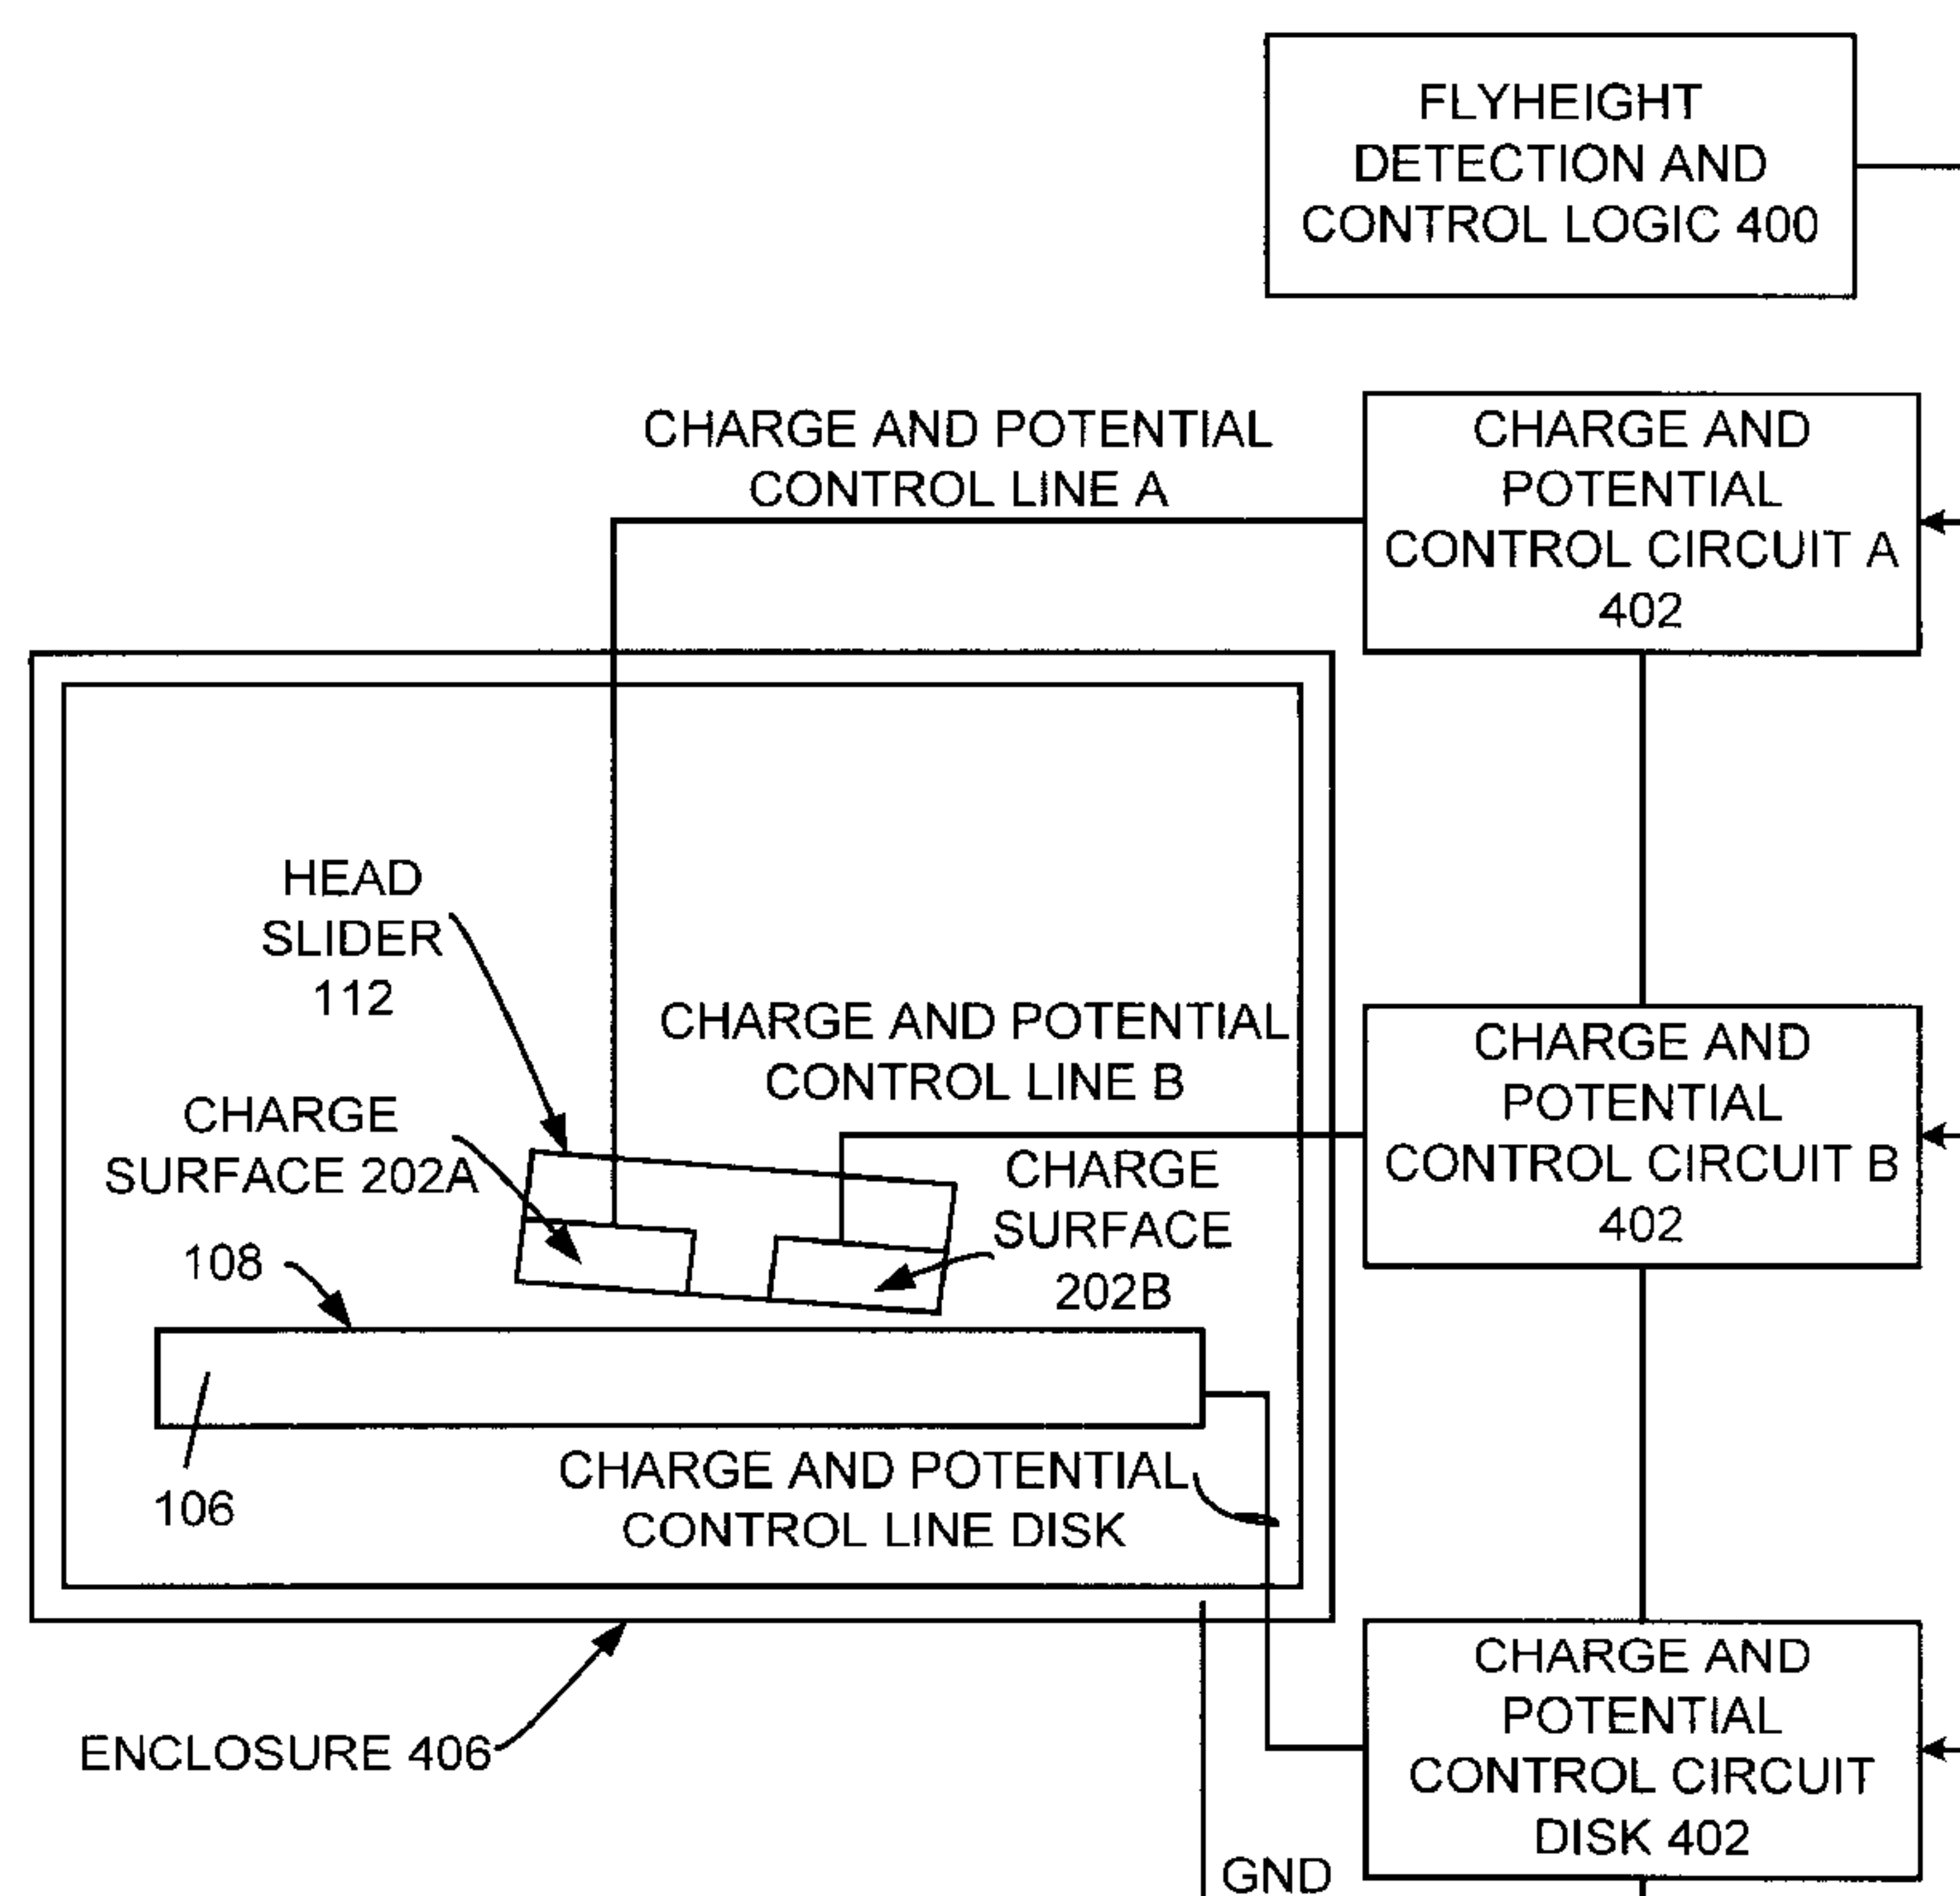 FLYHEIGHT
DETECTION AND
CONTROL LOGIC 400
CHARGE AND POTENTIAL
CONTROL LINE A
CHARGE AND
POTENTIAL
CONTROL CIRCUIT A
402
HEAD
SLIDER
112
CHARGE AND POTENTIAL
CONTROL LINE B
CHARGE AND
POTENTIAL
CONTROL CIRCUIT B
402
CHARGE
SURFACE 202A
CHARGE
SURFACE
202B
108
106
CHARGE AND POTENTIAL
CONTROL LINE DISK
ENCLOSURE 406
CHARGE AND
POTENTIAL
CONTROL CIRCUIT
DISK 402
GND